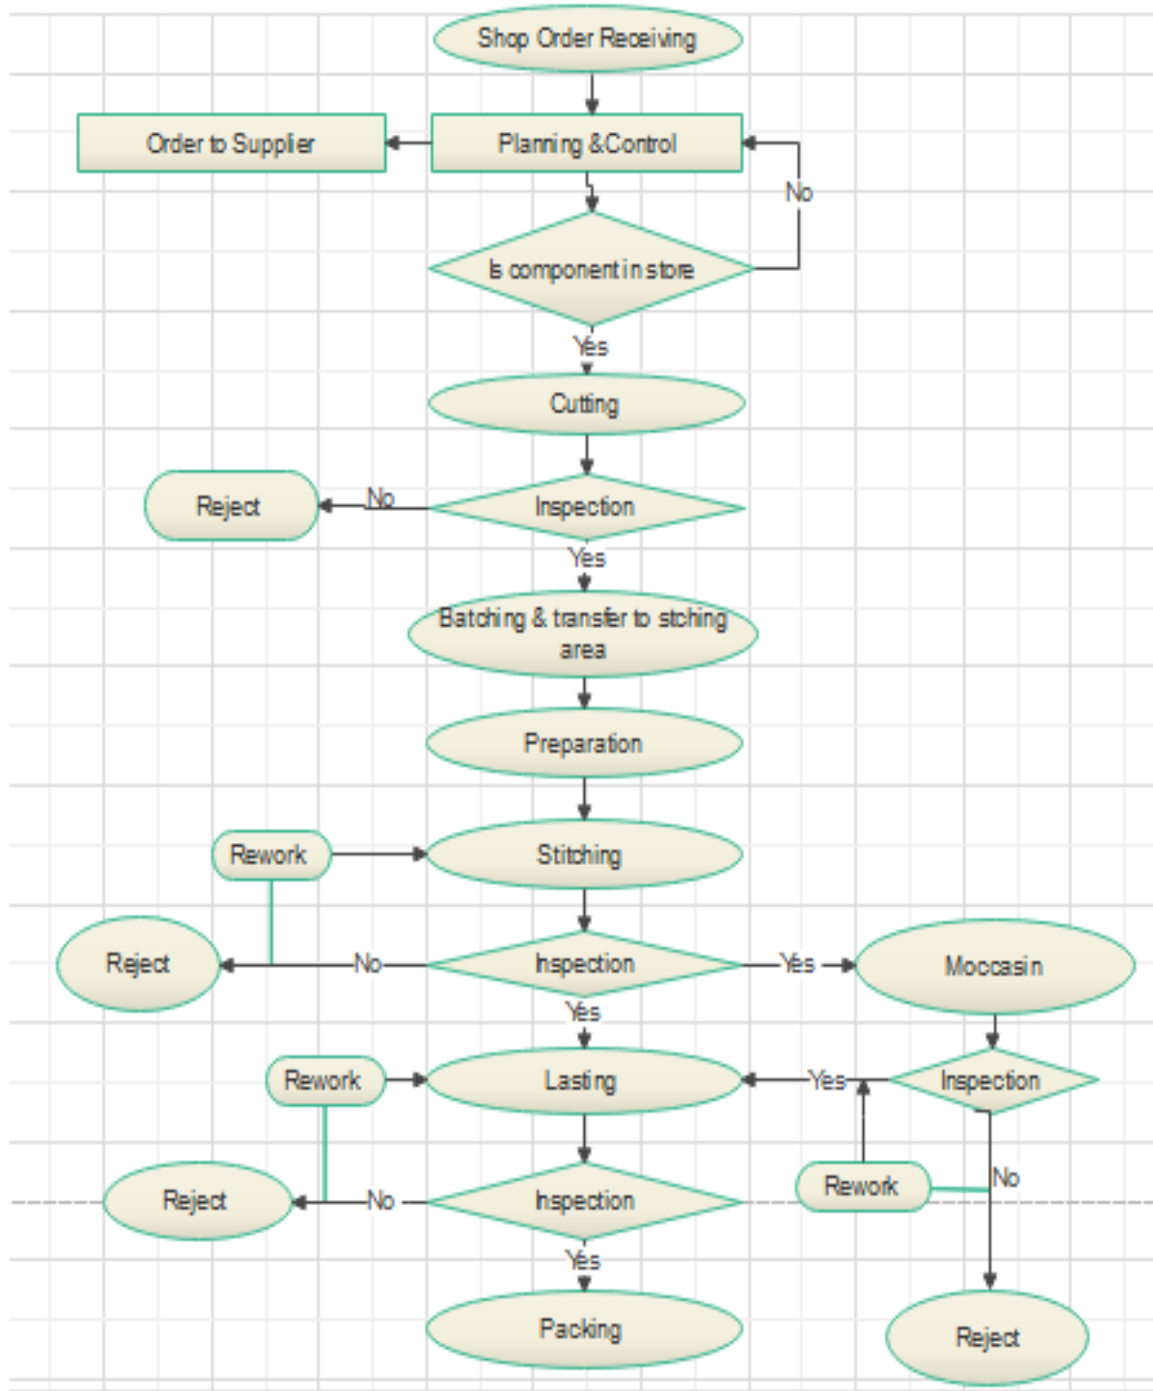 Shop Order Receiving
Order to Supplier
Planning &Control
No
Is component in store
Yes
Cutting
Reject
No
Inspection
Yes
Batching & transfer to stching
area
Preparation
Rework
Stitching
Reject
No
Inspection
Yes
Moccasin
Yes
Rework
Lasting
Yes
Inspection
Reject
No
Inspection
Rework
No
Yes
Packing
Reject